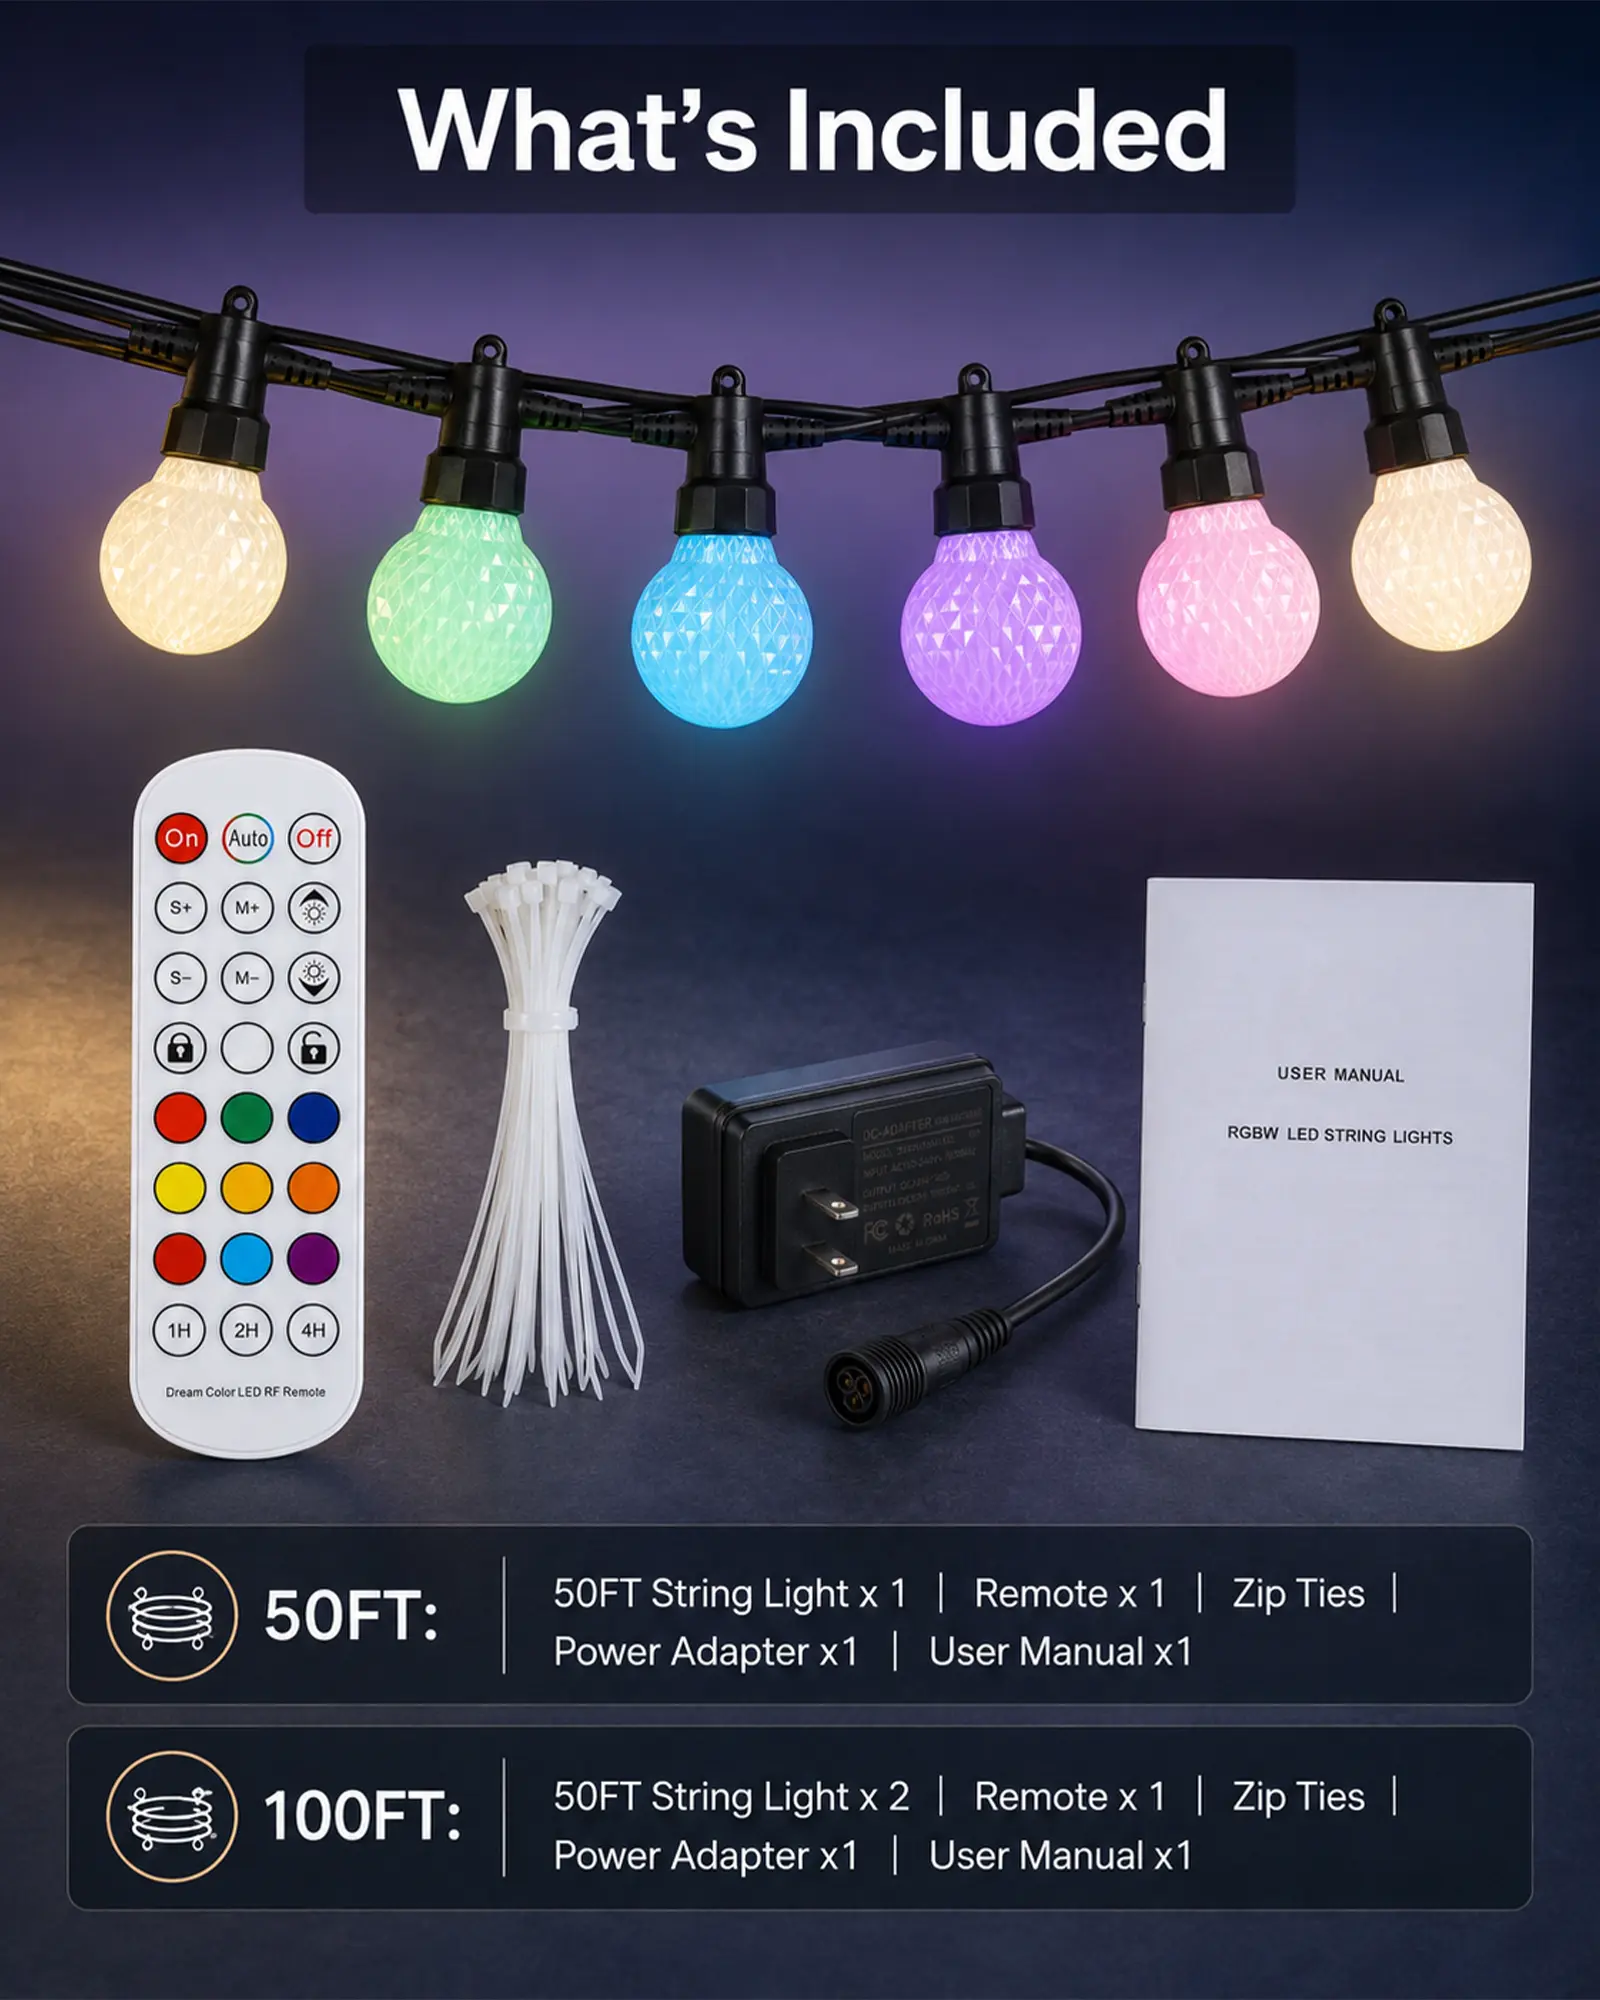 What's Included
On Auto Off
S+ M+
S– M–
1H 2H 4H
Dream Color LED RF Remote
DC-ADAPTER
FC RoHS
USER MANUAL
RGBW LED STRING LIGHTS
50FT:
50FT String Light x 1 | Remote x 1 | Zip Ties |
Power Adapter x1 | User Manual x1
100FT:
50FT String Light x 2 | Remote x 1 | Zip Ties |
Power Adapter x1 | User Manual x1